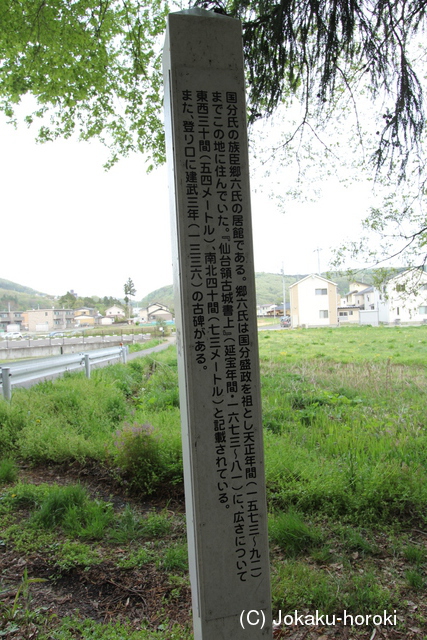 国分氏の族臣郷六氏の居館である。郷六氏は国分盛政を祖とし天正年間(一五七三～九二)
までこの地に住んでいた。『仙台領古城書上』(延宝年間・一六七三～八一)に、広さについて
東西三十間(五四メートル)、南北四十間(七三メートル)と記載されている。
また、登り口に建武三年(一三三六)の古碑がある。
(C)Jokaku-horoki